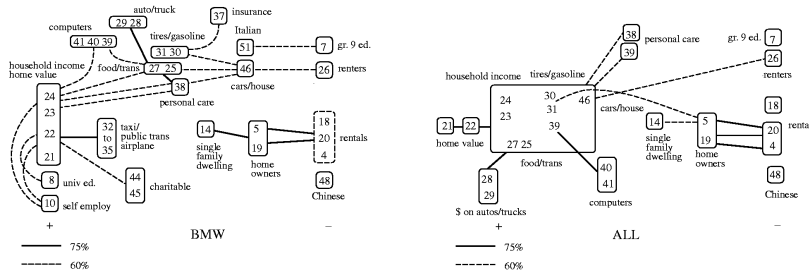 auto/truck
29 28
37 insurance
computers
41 40 39
tires/gasoline
31 30
Italian
51
7 gr. 9 ed.
household income
home value
food/trans
27 25
46
cars/house
26 renters
38
personal care
24
23
22
21
32
to
35
taxi/
public trans
airplane
14
single
family
dwelling
5
19
home
owners
18
20
4
rentals
8 univ ed.
44
45
charitable
48
Chinese
10 self employ
+
BMW
–
75%
60%
38
39
personal care
gr. 9 ed. 7
26
renters
household income
tires/gasoline
24
23
30
31
46
cars/house
39
27 25
food/trans
21 22
home value
14
single
family
dwelling
5
19
home
owners
18
renta
20
4
28
29
$ on autos/trucks
40
41
computers
48
Chinese
+
ALL
–
75%
60%